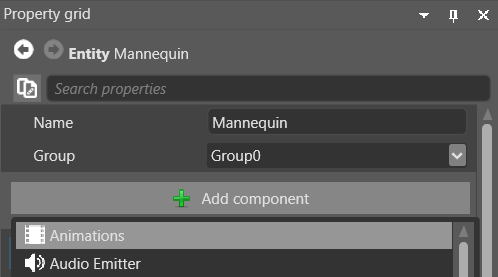 Property grid
Entity Mannequin
Search properties
Name Mannequin
Group Group0
Add component
Animations
Audio Emitter